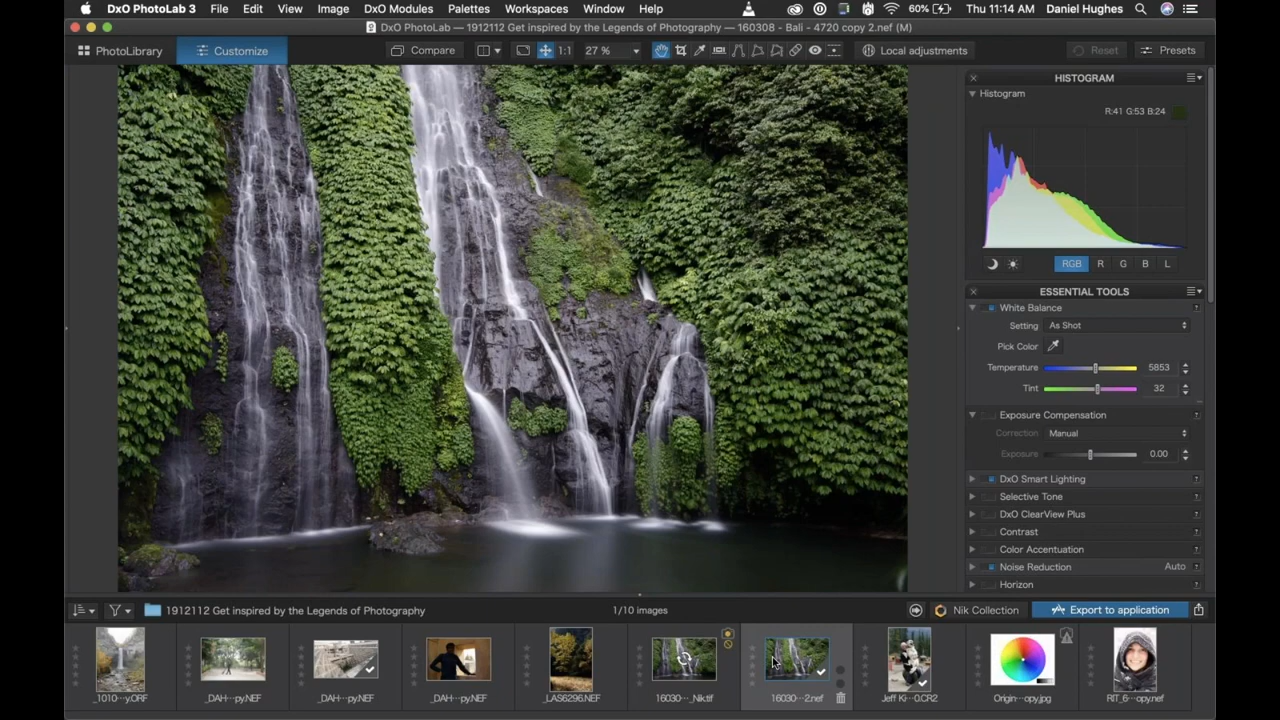 DxO PhotoLab 3 File Edit View Image DxO Modules Palettes Workspaces Window Help 60% Thu 11:14 AM Daniel Hughes
DxO PhotoLab — 1912112 Get inspired by the Legends of Photography — 160308 - Bali - 4720 copy 2.nef (M)
PhotoLibrary Customize Compare 1:1 27 % Local adjustments Reset Presets
HISTOGRAM
Histogram
R:41 G:53 B:24
RGB R G B L
ESSENTIAL TOOLS
White Balance ?
Setting As Shot
Pick Color
Temperature 5853
Tint 32
Exposure Compensation ?
Correction Manual
Exposure 0.00
DxO Smart Lighting ?
Selective Tone ?
DxO ClearView Plus ?
Contrast ?
Color Accentuation ?
Noise Reduction Auto ?
Horizon ?
1912112 Get inspired by the Legends of Photography 1/10 images Nik Collection Export to application
_1010···y.ORF _DAH···py.NEF _DAH···py.NEF _DAH···py.NEF _LAS6296.NEF 16030···_Nik.tif 16030···2.nef Jeff Ki···0.CR2 Origin···opy.jpg RIT_6···opy.nef